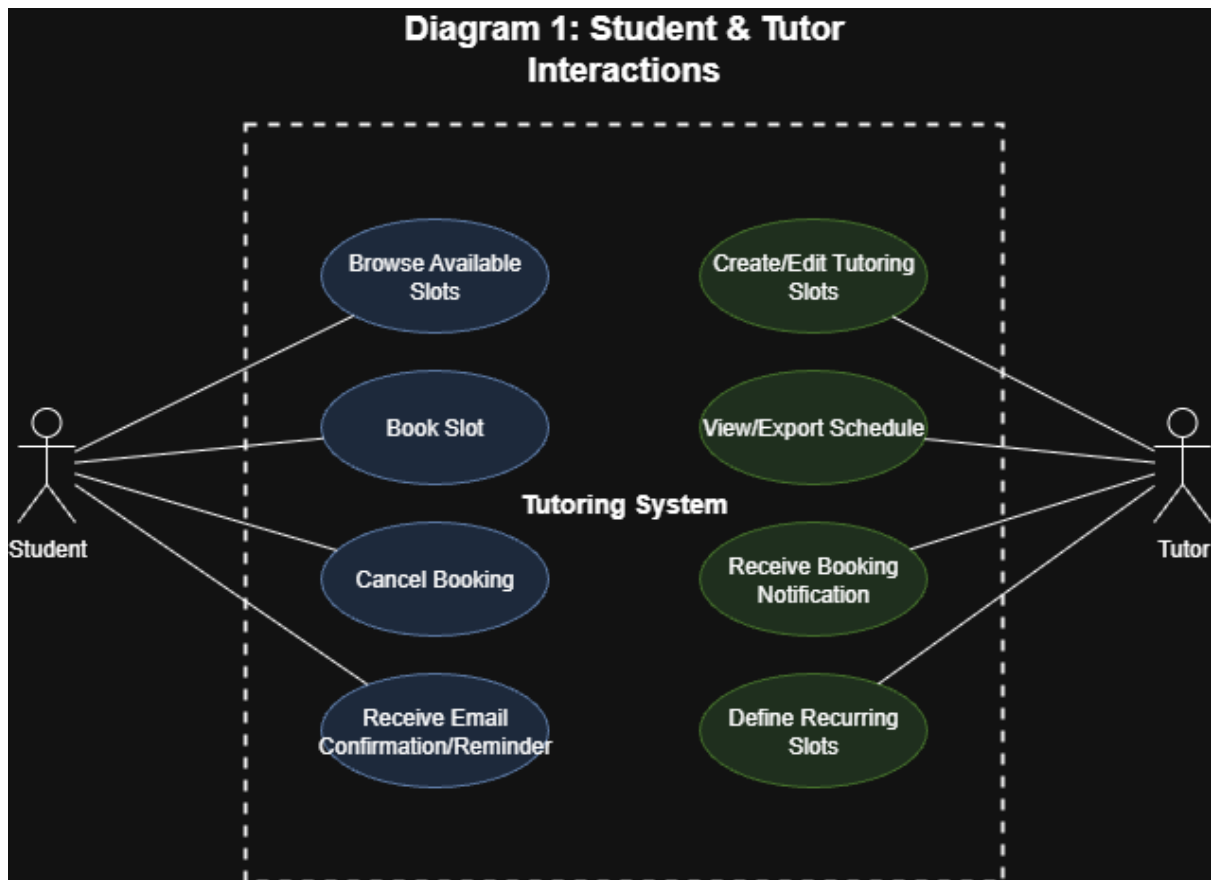 Diagram 1: Student & Tutor
Interactions
Browse Available
Slots
Create/Edit Tutoring
Slots
Book Slot
View/Export Schedule
Tutoring System
Student
Tutor
Cancel Booking
Receive Booking
Notification
Receive Email
Confirmation/Reminder
Define Recurring
Slots